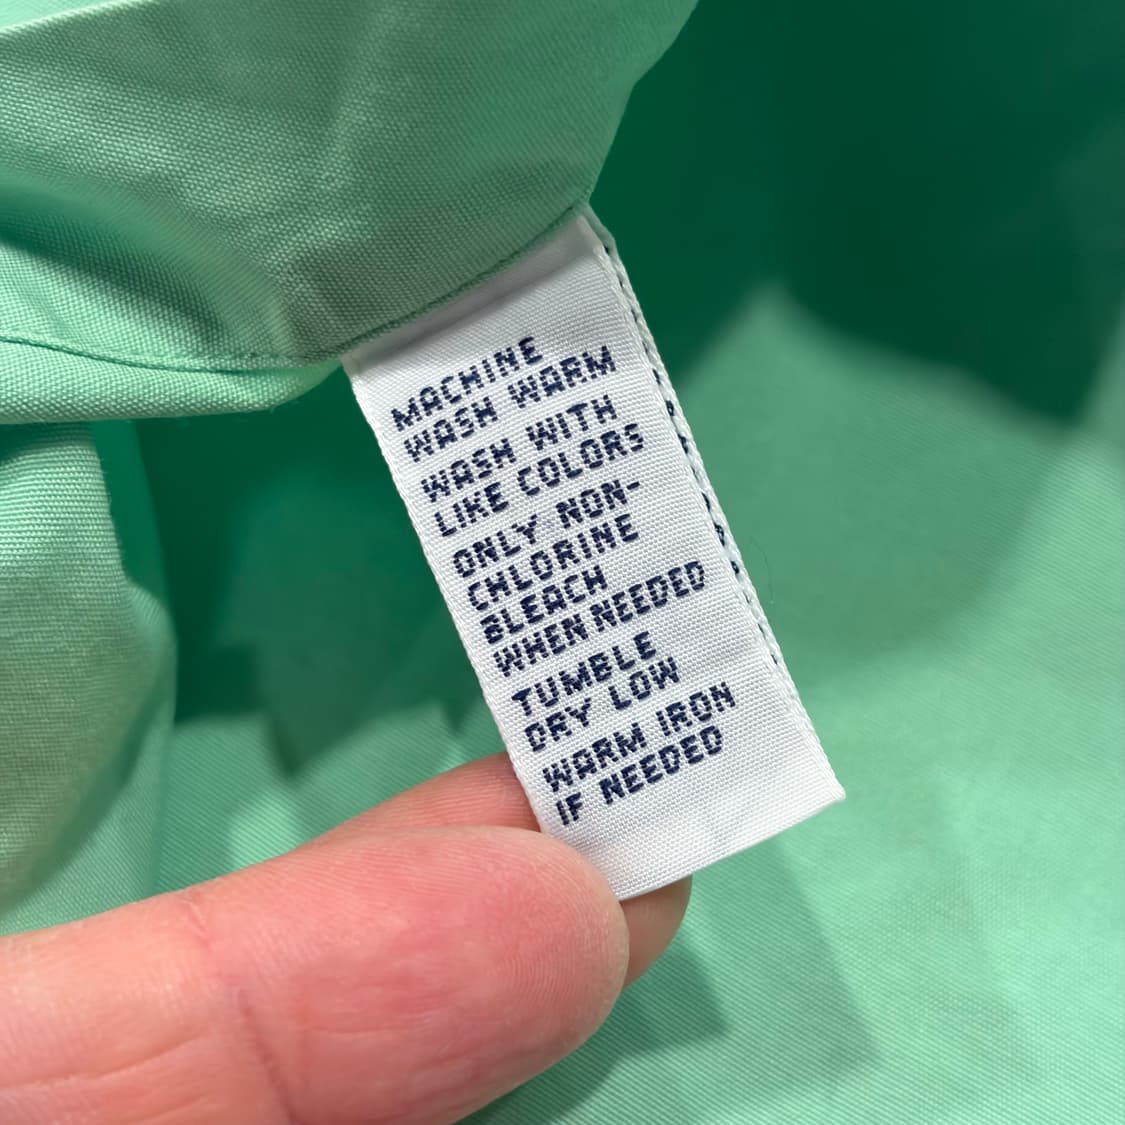 MACHINE
WASH WARM
WASH WITH
LIKE COLORS
ONLY NON-
CHLORINE
BLEACH
WHEN NEEDED
TUMBLE
DRY LOW
WARM IRON
IF NEEDED